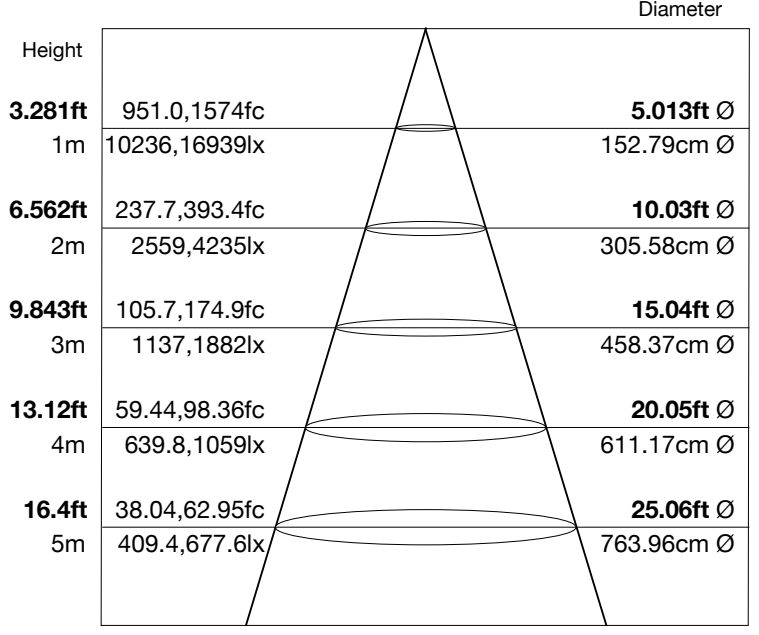 Diameter
Height
3.281ft 951.0,1574fc 5.013ft Ø
1m 10236,16939lx 152.79cm Ø
6.562ft 237.7,393.4fc 10.03ft Ø
2m 2559,4235lx 305.58cm Ø
9.843ft 105.7,174.9fc 15.04ft Ø
3m 1137,1882lx 458.37cm Ø
13.12ft 59.44,98.36fc 20.05ft Ø
4m 639.8,1059lx 611.17cm Ø
16.4ft 38.04,62.95fc 25.06ft Ø
5m 409.4,677.6lx 763.96cm Ø